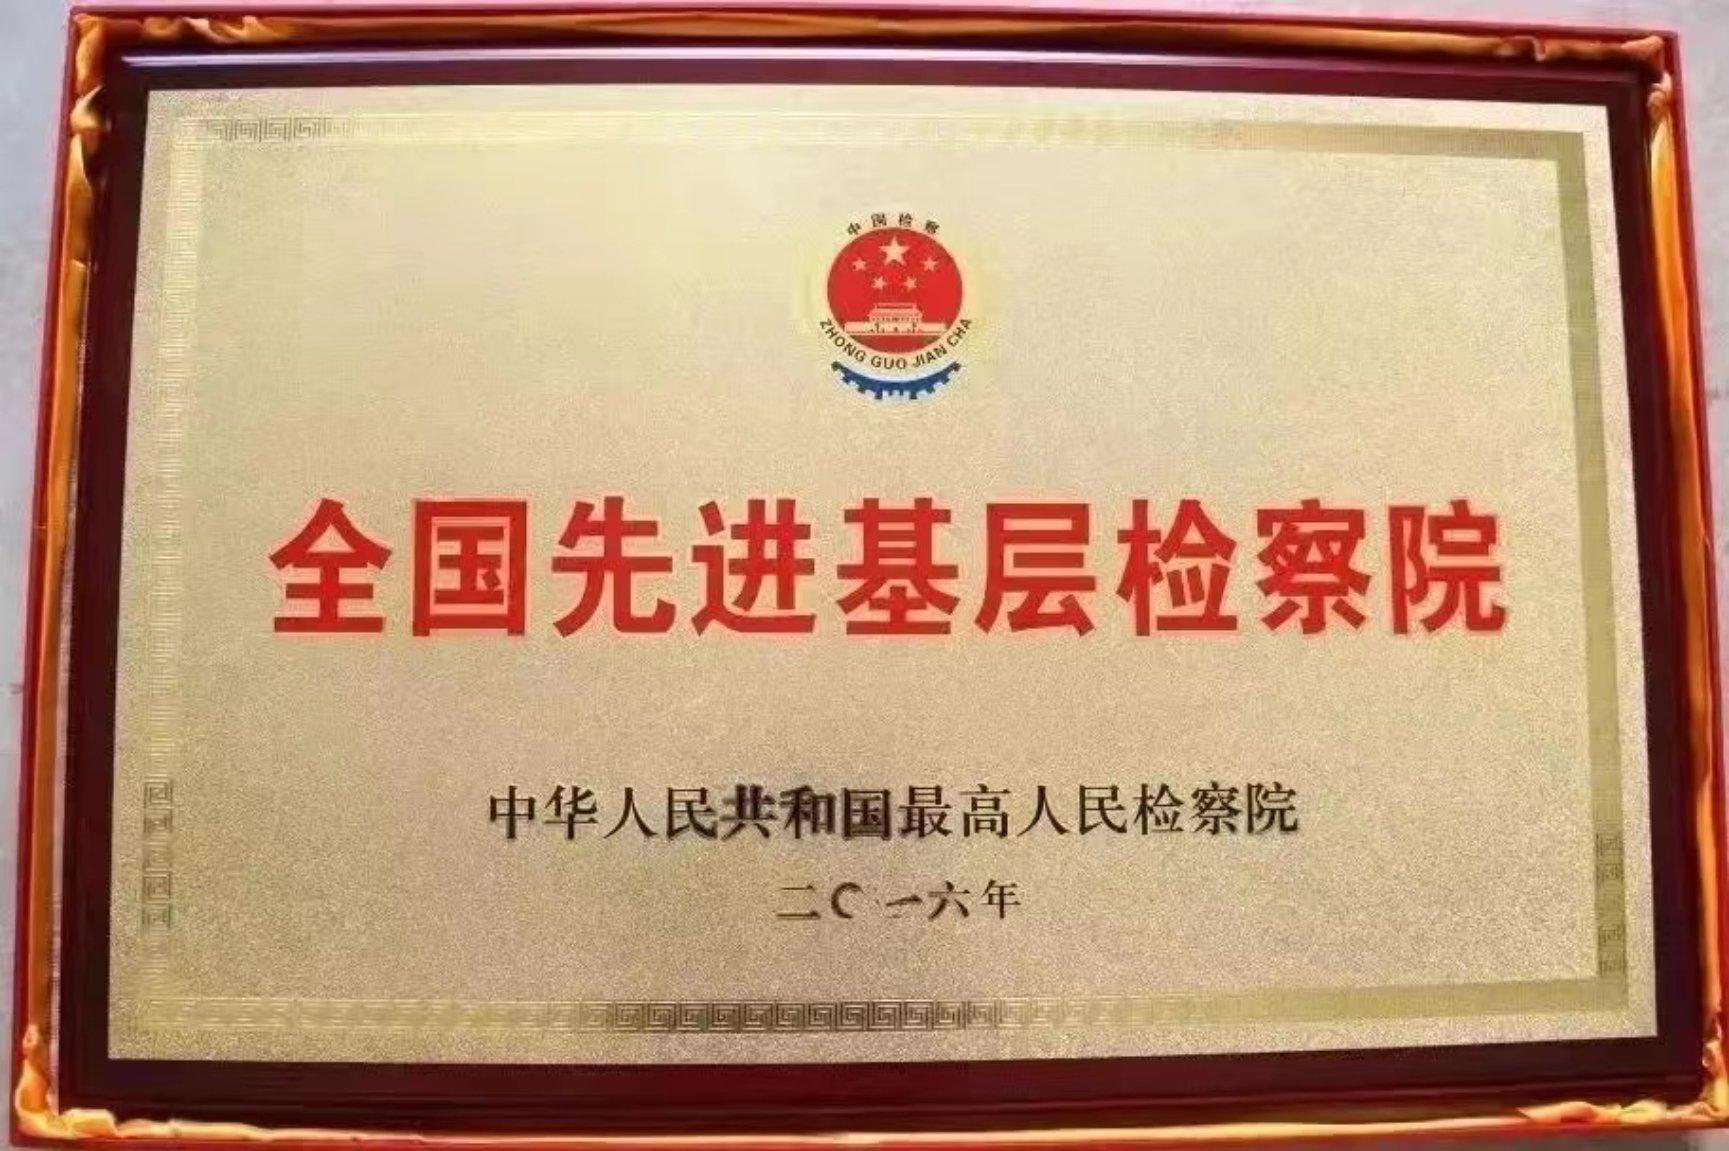 中国检察
ZHONG GUO JIAN CHA
全国先进基层检察院
中华人民共和国最高人民检察院
二〇一六年